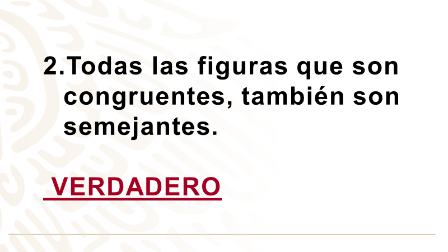 2.Todas las figuras que son
congruentes, también son
semejantes.
VERDADERO